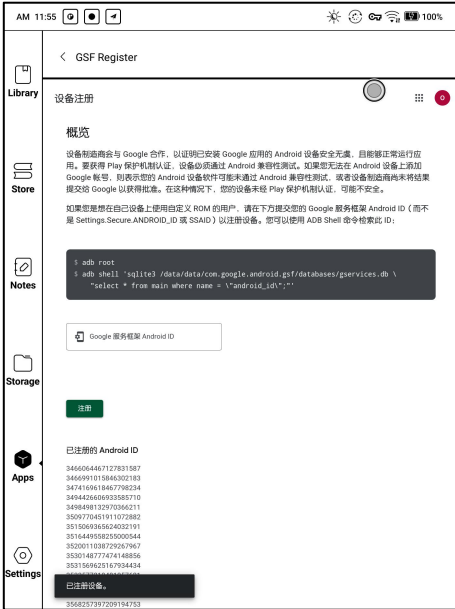 AM 11:55
100%
GSF Register
Library
设备注册
O
概览
设备制造商会与 Google 合作，以证明已安装 Google 应用的 Android 设备安全无虞，且能够正常运行应
用。要获得 Play 保护机制认证，设备必须通过 Android 兼容性测试。如果您无法在 Android 设备上添加
Google 帐号，则表示您的 Android 设备软件可能未通过 Android 兼容性测试，或者设备制造商尚未将结果
提交给 Google 以获得批准。在这种情况下，您的设备未经 Play 保护机制认证，可能不安全。
Store
如果您是想在自己设备上使用自定义 ROM 的用户，请在下方提交您的 Google 服务框架 Android ID（而不
是 Settings.Secure.ANDROID_ID 或 SSAID）以注册设备。您可以使用 ADB Shell 命令检索此 ID：
$ adb root
$ adb shell 'sqlite3 /data/data/com.google.android.gsf/databases/gservices.db \
"select * from main where name = \"android_id\";"'
Notes
Google 服务框架 Android ID
Storage
注册
已注册的 Android ID
Apps
3466064467127831587
3466991015846302183
3474169618467798234
3494426606933585710
3498498132970366211
3509770451911072882
3515069365624032191
3516449558255000544
3520011038729267967
3530148777474148856
3531569625167934434
Settings
已注册设备。
3568257397209194753